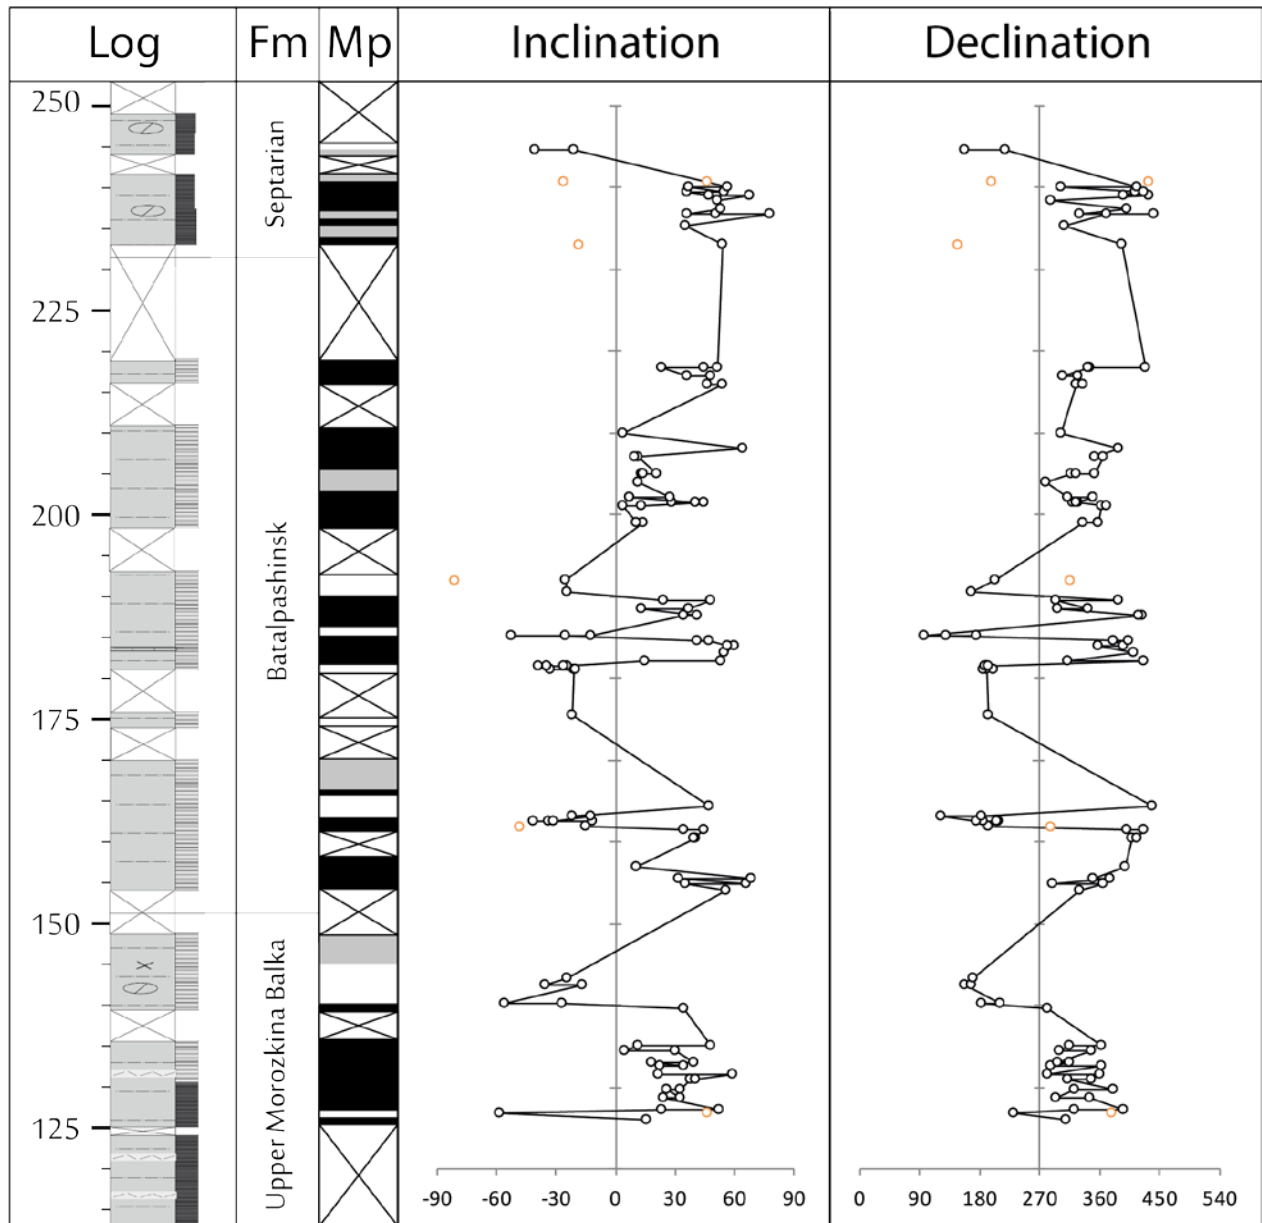 Log Fm Mp Inclination Declination
250
225
200
175
150
125
Septarian
Batalpashinsk
Upper Morozkina Balka
-90 -60 -30 0 30 60 90
0 90 180 270 360 450 540